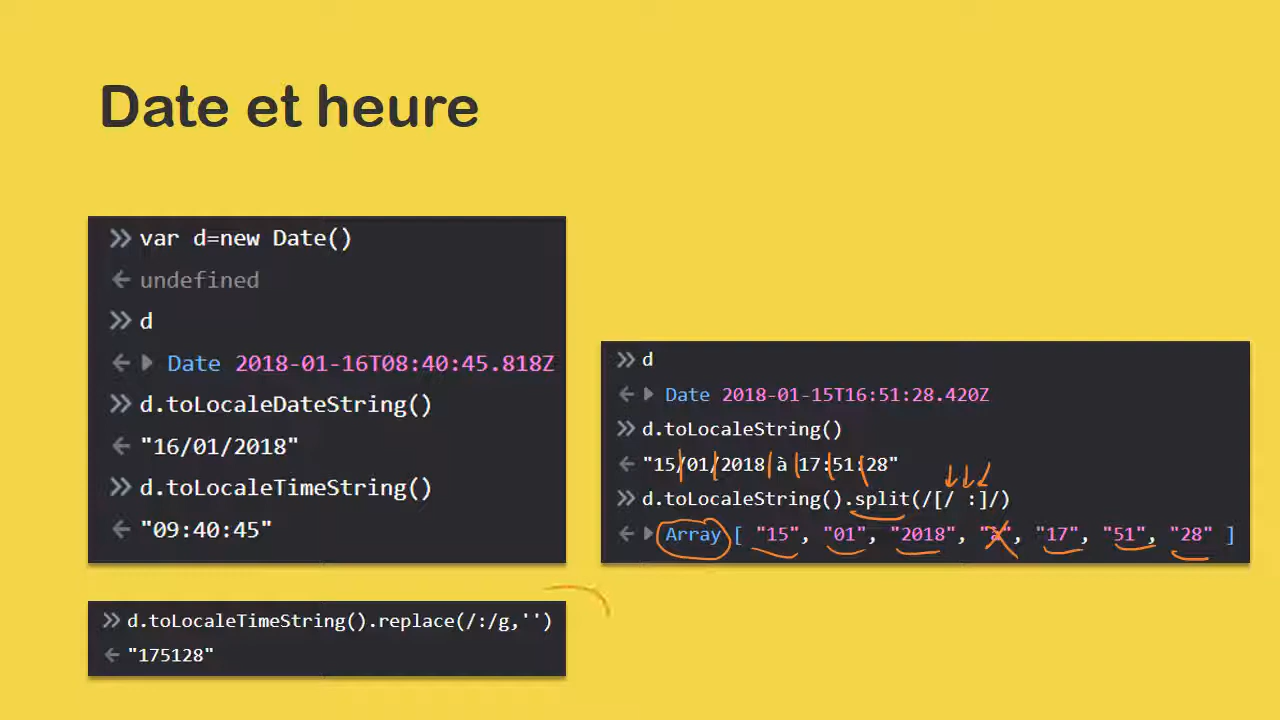 Date et heure
>> var d=new Date()
← undefined
>> d
← ▶ Date 2018-01-16T08:40:45.818Z
>> d.toLocaleDateString()
← "16/01/2018"
>> d.toLocaleTimeString()
← "09:40:45"
>> d.toLocaleTimeString().replace(/:/g,'')
← "175128"
>> d
← ▶ Date 2018-01-15T16:51:28.420Z
>> d.toLocaleString()
← "15/01/2018 à 17:51:28"
>> d.toLocaleString().split(/[/ :]/)
← ▶ Array [ "15", "01", "2018", "à", "17", "51", "28" ]